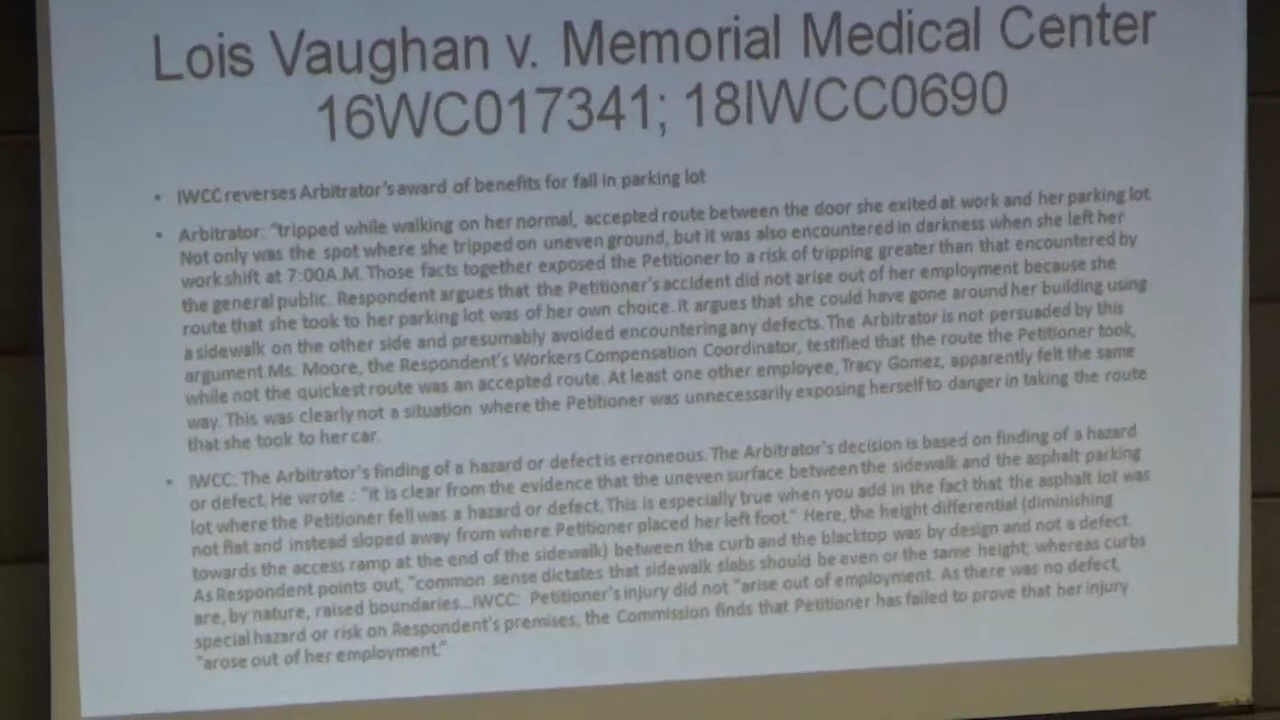 Lois Vaughan v. Memorial Medical Center
16WC017341; 18IWCC0690
• IWCC reverses Arbitrator's award of benefits for fall in parking lot
• Arbitrator: "tripped while walking on her normal, accepted route between the door she exited at work and her parking lot.
Not only was the spot where she tripped on uneven ground, but it was also encountered in darkness when she left her
work shift at 7:00A.M. Those facts together exposed the Petitioner to a risk of tripping greater than that encountered by
the general public. Respondent argues that the Petitioner's accident did not arise out of her employment because she
route that she took to her parking lot was of her own choice. It argues that she could have gone around her building using
a sidewalk on the other side and presumably avoided encountering any defects. The Arbitrator is not persuaded by this
argument Ms. Moore, the Respondent's Workers Compensation Coordinator, testified that the route the Petitioner took,
while not the quickest route was an accepted route. At least one other employee, Tracy Gomez, apparently felt the same
way. This was clearly not a situation where the Petitioner was unnecessarily exposing herself to danger in taking the route
that she took to her car.
• IWCC: The Arbitrator's finding of a hazard or defect is erroneous. The Arbitrator's decision is based on finding of a hazard
or defect. He wrote : "it is clear from the evidence that the uneven surface between the sidewalk and the asphalt parking
lot where the Petitioner fell was a hazard or defect. This is especially true when you add in the fact that the asphalt lot was
not flat and instead sloped away from where Petitioner placed her left foot." Here, the height differential (diminishing
towards the access ramp at the end of the sidewalk) between the curb and the blacktop was by design and not a defect.
As Respondent points out, "common sense dictates that sidewalk slabs should be even or the same height; whereas curbs
are, by nature, raised boundaries...IWCC: Petitioner's injury did not "arise out of employment. As there was no defect,
special hazard or risk on Respondent's premises, the Commission finds that Petitioner has failed to prove that her injury
"arose out of her employment."